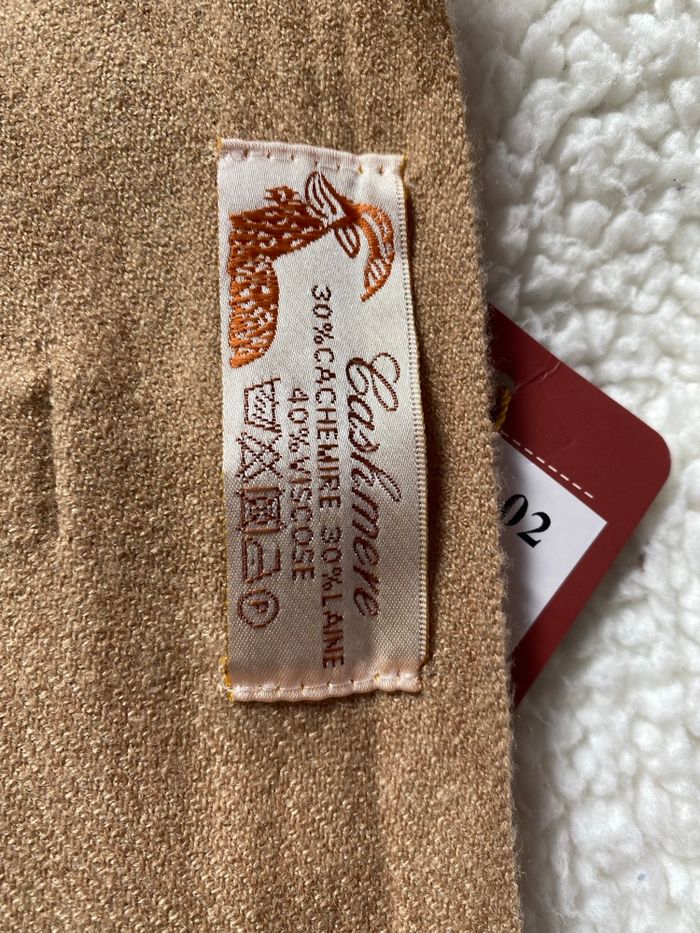 Cashmere
30%CACHEMIRE 30%LAINE
40%VISCOSE
P
02